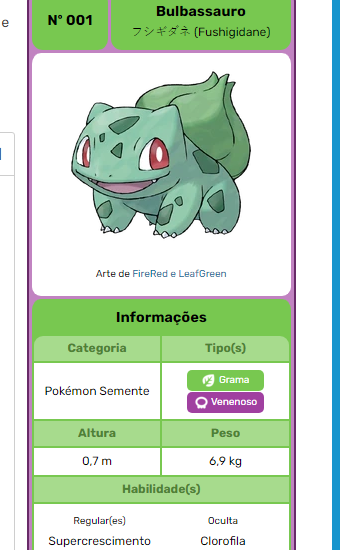 e
Nº 001
Bulbassauro
フシギダネ (Fushigidane)
Arte de FireRed e LeafGreen
Informações
Categoria
Tipo(s)
Pokémon Semente
Grama
Venenoso
Altura
Peso
0,7 m
6,9 kg
Habilidade(s)
Regular(es)
Oculta
Supercrescimento
Clorofila